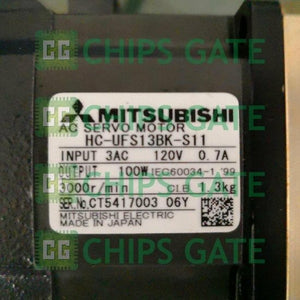 CHIPS GATE
MITSUBISHI
AC SERVO MOTOR
HC-UFS13BK-S11
INPUT 3AC 120V 0.7A
OUTPUT 100W IEC60034-1 '99
3000r/min CIB 1.3kg
SER.No. CT5417003 06Y
MITSUBISHI ELECTRIC
MADE IN JAPAN
CHIPS GATE